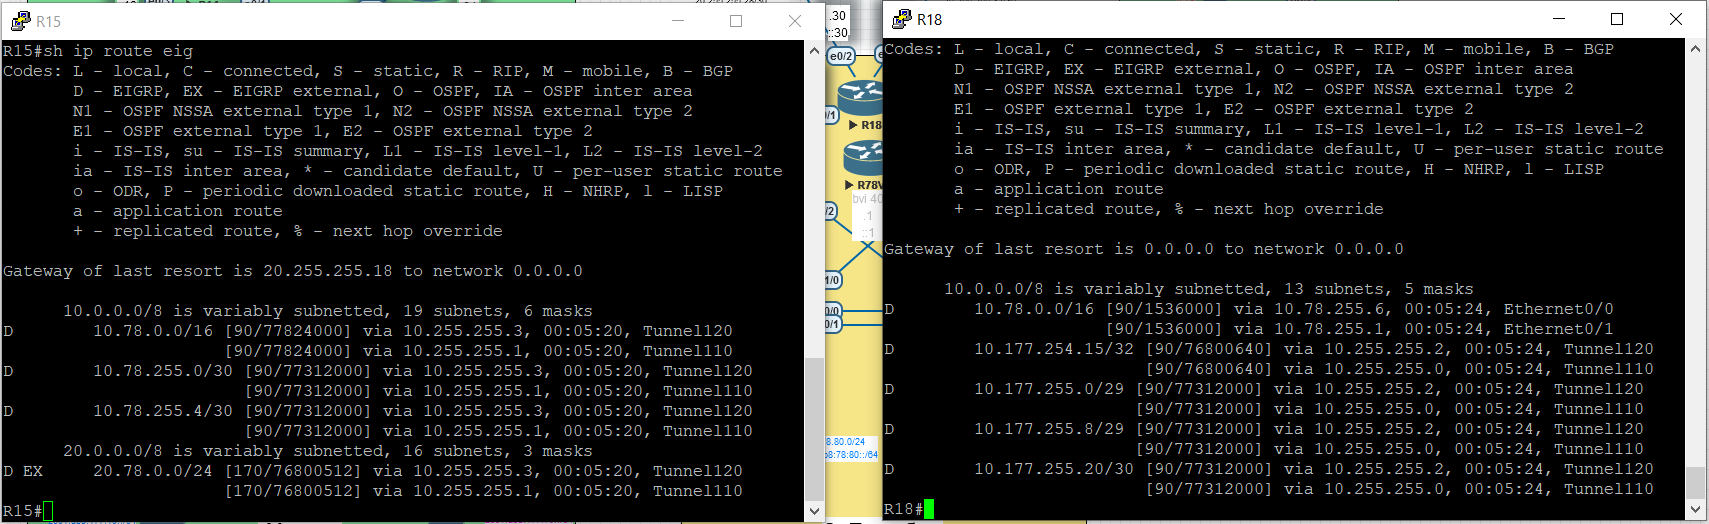 R15
R15#sh ip route eig
Codes: L - local, C - connected, S - static, R - RIP, M - mobile, B - BGP
D - EIGRP, EX - EIGRP external, O - OSPF, IA - OSPF inter area
N1 - OSPF NSSA external type 1, N2 - OSPF NSSA external type 2
E1 - OSPF external type 1, E2 - OSPF external type 2
i - IS-IS, su - IS-IS summary, L1 - IS-IS level-1, L2 - IS-IS level-2
ia - IS-IS inter area, * - candidate default, U - per-user static route
o - ODR, P - periodic downloaded static route, H - NHRP, l - LISP
a - application route
+ - replicated route, % - next hop override
Gateway of last resort is 20.255.255.18 to network 0.0.0.0
10.0.0.0/8 is variably subnetted, 19 subnets, 6 masks
D 10.78.0.0/16 [90/77824000] via 10.255.255.3, 00:05:20, Tunnel120
[90/77824000] via 10.255.255.1, 00:05:20, Tunnel110
D 10.78.255.0/30 [90/77312000] via 10.255.255.3, 00:05:20, Tunnel120
[90/77312000] via 10.255.255.1, 00:05:20, Tunnel110
D 10.78.255.4/30 [90/77312000] via 10.255.255.3, 00:05:20, Tunnel120
[90/77312000] via 10.255.255.1, 00:05:20, Tunnel110
20.0.0.0/8 is variably subnetted, 16 subnets, 3 masks
D EX 20.78.0.0/24 [170/76800512] via 10.255.255.3, 00:05:20, Tunnel120
[170/76800512] via 10.255.255.1, 00:05:20, Tunnel110
R15#
.30
::30
e0/2
R18
R78V
bvi 40
.1
::1
/2
1/0
0/0
0/1
8.80.0/24
b8:78:80::/64
R18
Codes: L - local, C - connected, S - static, R - RIP, M - mobile, B - BGP
D - EIGRP, EX - EIGRP external, O - OSPF, IA - OSPF inter area
N1 - OSPF NSSA external type 1, N2 - OSPF NSSA external type 2
E1 - OSPF external type 1, E2 - OSPF external type 2
i - IS-IS, su - IS-IS summary, L1 - IS-IS level-1, L2 - IS-IS level-2
ia - IS-IS inter area, * - candidate default, U - per-user static route
o - ODR, P - periodic downloaded static route, H - NHRP, l - LISP
a - application route
+ - replicated route, % - next hop override
Gateway of last resort is 0.0.0.0 to network 0.0.0.0
10.0.0.0/8 is variably subnetted, 13 subnets, 5 masks
D 10.78.0.0/16 [90/1536000] via 10.78.255.6, 00:05:24, Ethernet0/0
[90/1536000] via 10.78.255.1, 00:05:24, Ethernet0/1
D 10.177.254.15/32 [90/76800640] via 10.255.255.2, 00:05:24, Tunnel120
[90/76800640] via 10.255.255.0, 00:05:24, Tunnel110
D 10.177.255.0/29 [90/77312000] via 10.255.255.2, 00:05:24, Tunnel120
[90/77312000] via 10.255.255.0, 00:05:24, Tunnel110
D 10.177.255.8/29 [90/77312000] via 10.255.255.2, 00:05:24, Tunnel120
[90/77312000] via 10.255.255.0, 00:05:24, Tunnel110
D 10.177.255.20/30 [90/77312000] via 10.255.255.2, 00:05:24, Tunnel120
[90/77312000] via 10.255.255.0, 00:05:24, Tunnel110
R18#